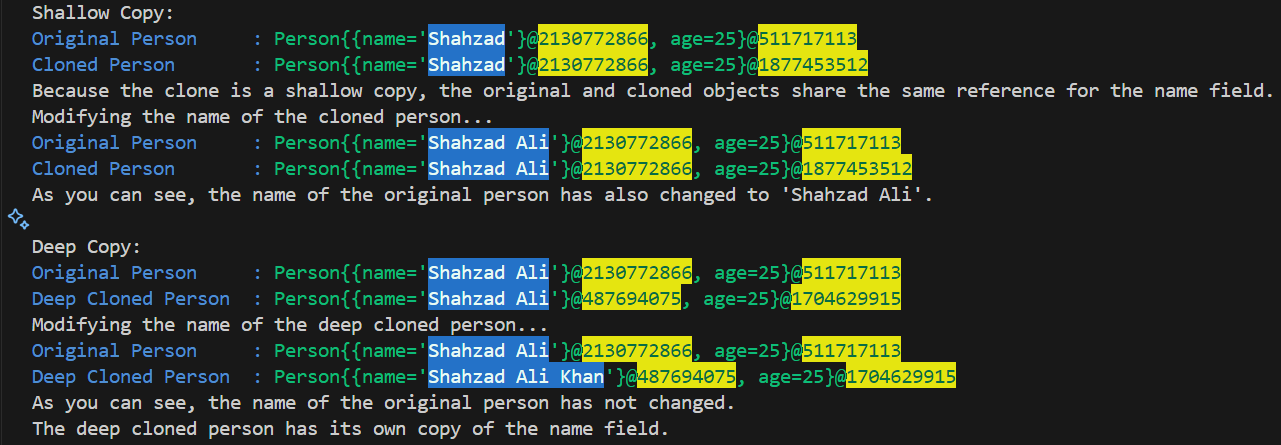 Shallow Copy:
Original Person     : Person{{name='Shahzad'}@2130772866, age=25}@511717113
Cloned Person       : Person{{name='Shahzad'}@2130772866, age=25}@1877453512
Because the clone is a shallow copy, the original and cloned objects share the same reference for the name field.
Modifying the name of the cloned person...
Original Person     : Person{{name='Shahzad Ali'}@2130772866, age=25}@511717113
Cloned Person       : Person{{name='Shahzad Ali'}@2130772866, age=25}@1877453512
As you can see, the name of the original person has also changed to 'Shahzad Ali'.
Deep Copy:
Original Person     : Person{{name='Shahzad Ali'}@2130772866, age=25}@511717113
Deep Cloned Person  : Person{{name='Shahzad Ali'}@487694075, age=25}@1704629915
Modifying the name of the deep cloned person...
Original Person     : Person{{name='Shahzad Ali'}@2130772866, age=25}@511717113
Deep Cloned Person  : Person{{name='Shahzad Ali Khan'}@487694075, age=25}@1704629915
As you can see, the name of the original person has not changed.
The deep cloned person has its own copy of the name field.